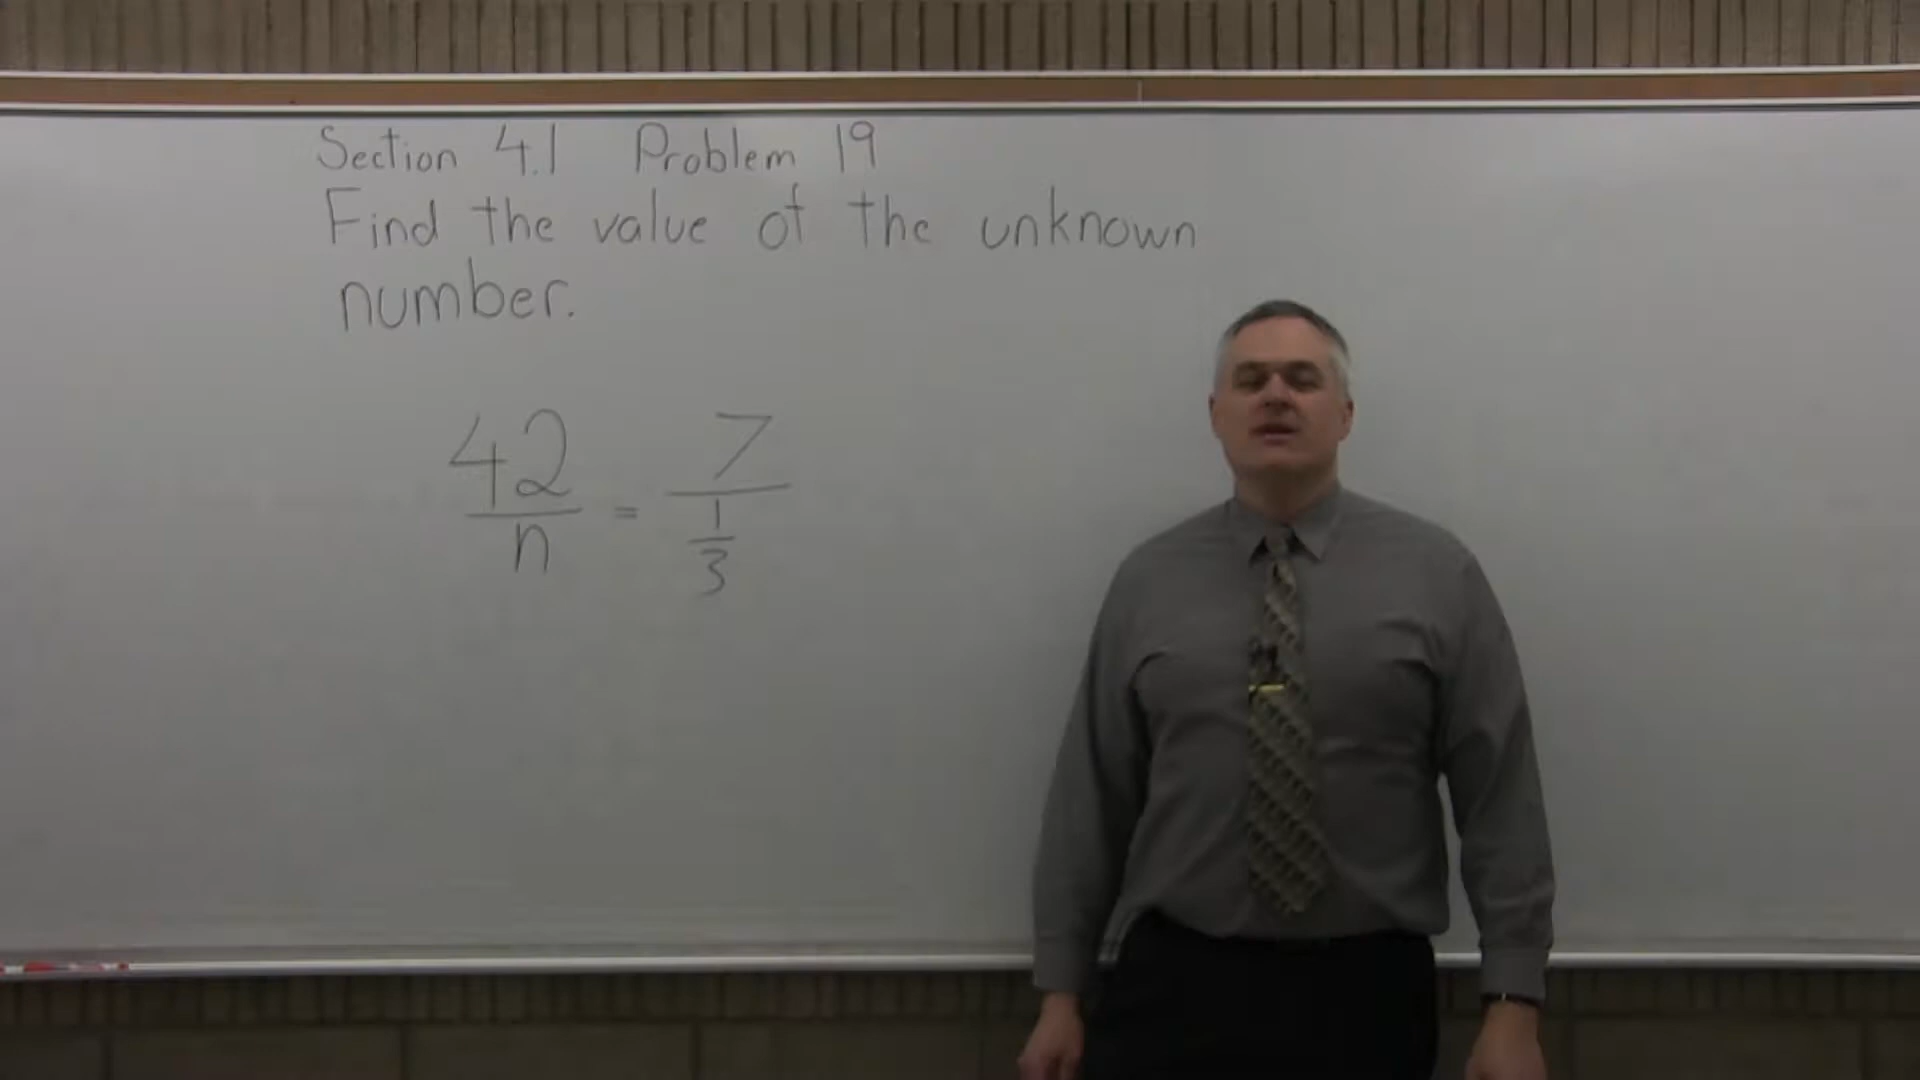 Section 4.1 Problem 19
Find the value of the unknown
number.
42/n = 7/(1/3)